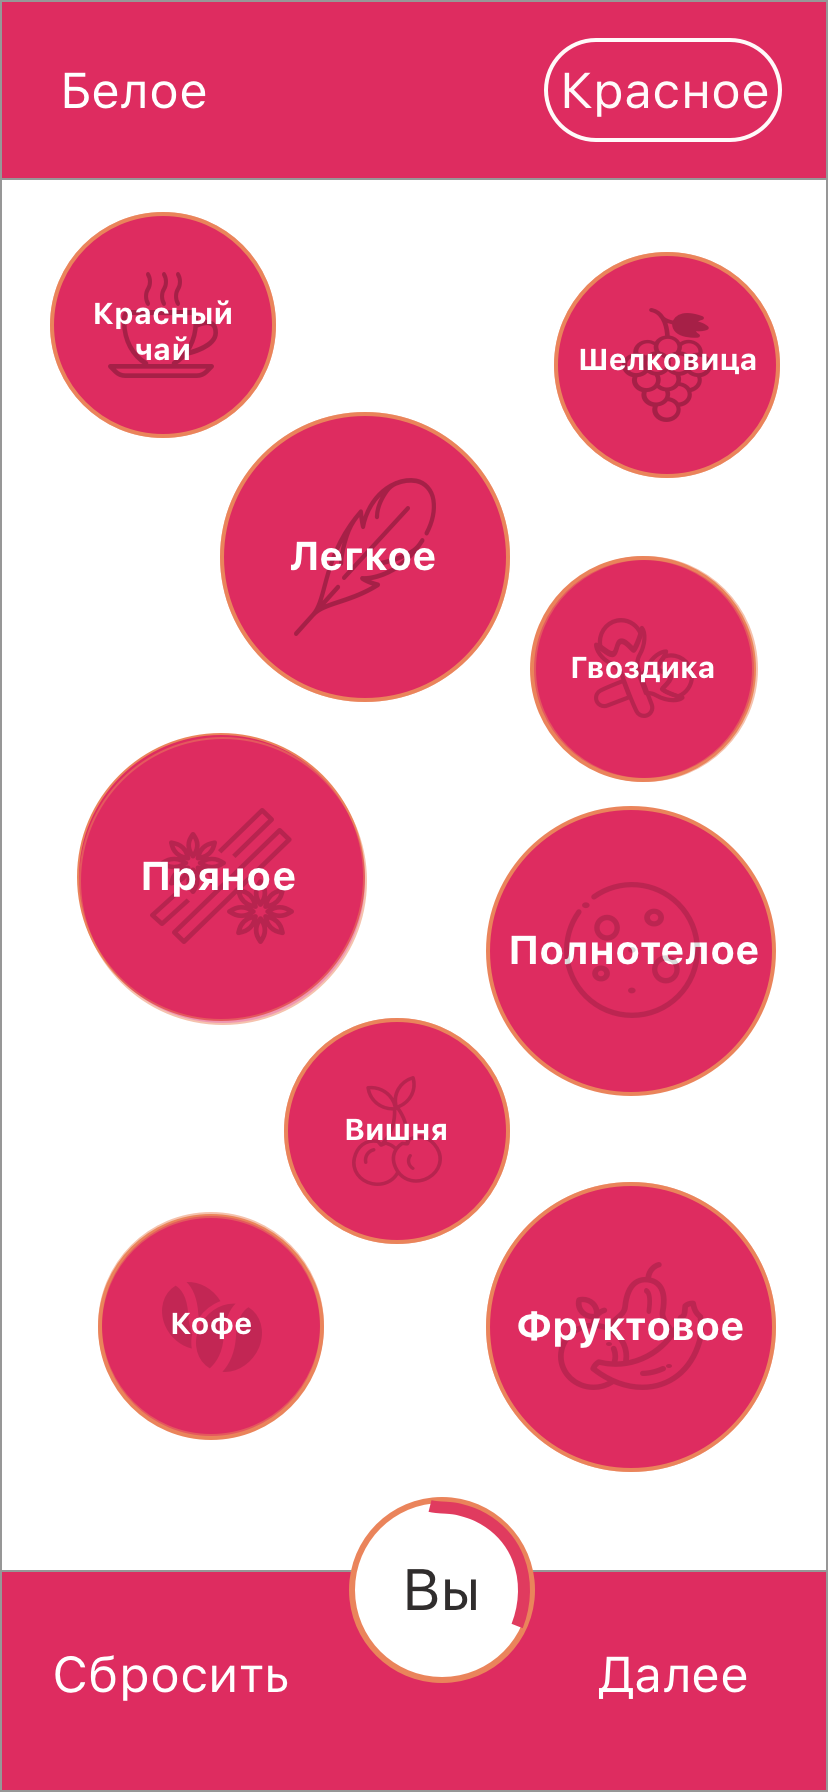 Белое
Красное
Красный
чай
Шелковица
Легкое
Гвоздика
Пряное
Полнотелое
Вишня
Кофе
Фруктовое
Вы
Сбросить
Далее